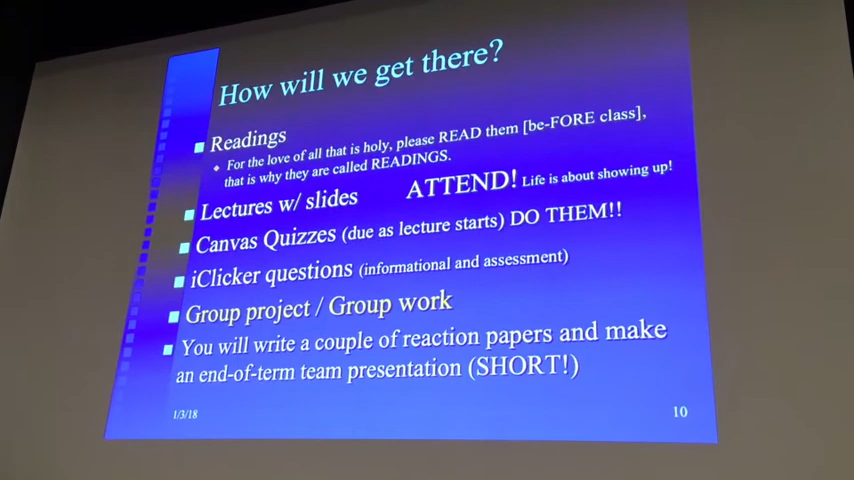 How will we get there?
Readings
For the love of all that is holy, please READ them [be-FORE class],
that is why they are called READINGS.
Lectures w/ slides ATTEND! Life is about showing up!
Canvas Quizzes (due as lecture starts) DO THEM!!
iClicker questions (informational and assessment)
Group project / Group work
You will write a couple of reaction papers and make
an end-of-term team presentation (SHORT!)
1/3/18 10